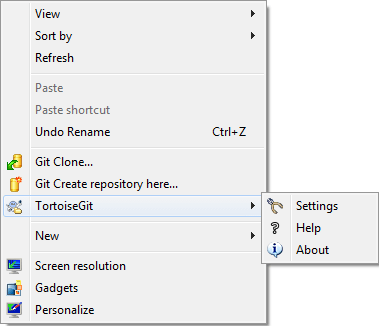 View
Sort by
Refresh
Paste
Paste shortcut
Undo Rename Ctrl+Z
Git Clone...
Git Create repository here...
TortoiseGit
Settings
Help
About
New
Screen resolution
Gadgets
Personalize